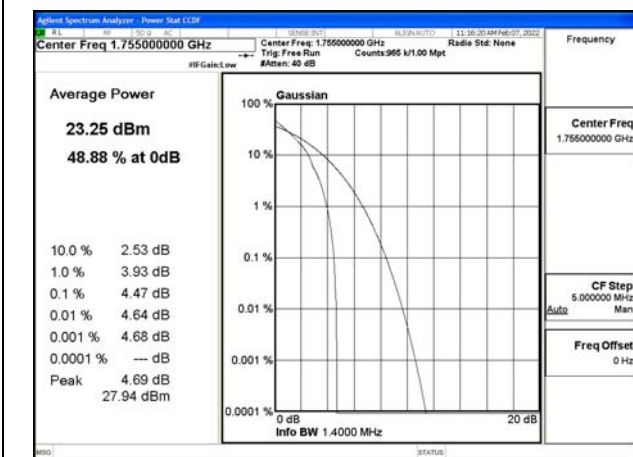 Agilent Spectrum Analyzer - Power Stat CCDF
RL RF 50 Ω AC SENSE:INT ALIGN AUTO 11:16:20 AM Feb 07, 2022
Center Freq 1.755000000 GHz
Center Freq: 1.755000000 GHz
Radio Std: None
Trig: Free Run
Counts:965 k/1.00 Mpt
#IFGain:Low
#Atten: 40 dB
Frequency
Average Power
23.25 dBm
48.88 % at 0dB
10.0 % 2.53 dB
1.0 % 3.93 dB
0.1 % 4.47 dB
0.01 % 4.64 dB
0.001 % 4.68 dB
0.0001 % --- dB
Peak 4.69 dB
27.94 dBm
Gaussian
100 %
10 %
1 %
0.1 %
0.01 %
0.001 %
0.0001 %
0 dB
20 dB
Info BW 1.4000 MHz
Center Freq
1.755000000 GHz
CF Step
5.000000 MHz
Auto Man
Freq Offset
0 Hz
MSG
STATUS